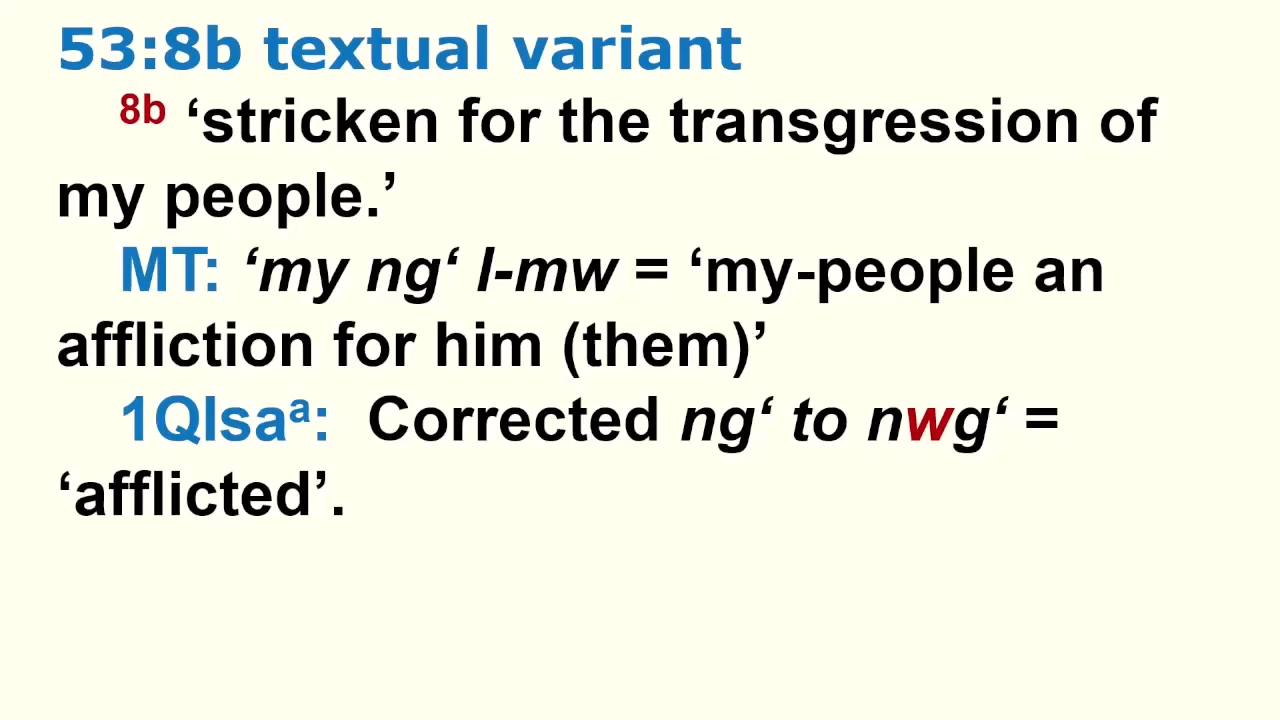 53:8b textual variant
8b ‘stricken for the transgression of
my people.’
MT: ‘my ng‘ l-mw = ‘my-people an
affliction for him (them)’
1QIsaᵃ: Corrected ng‘ to nwg‘ =
‘afflicted’.